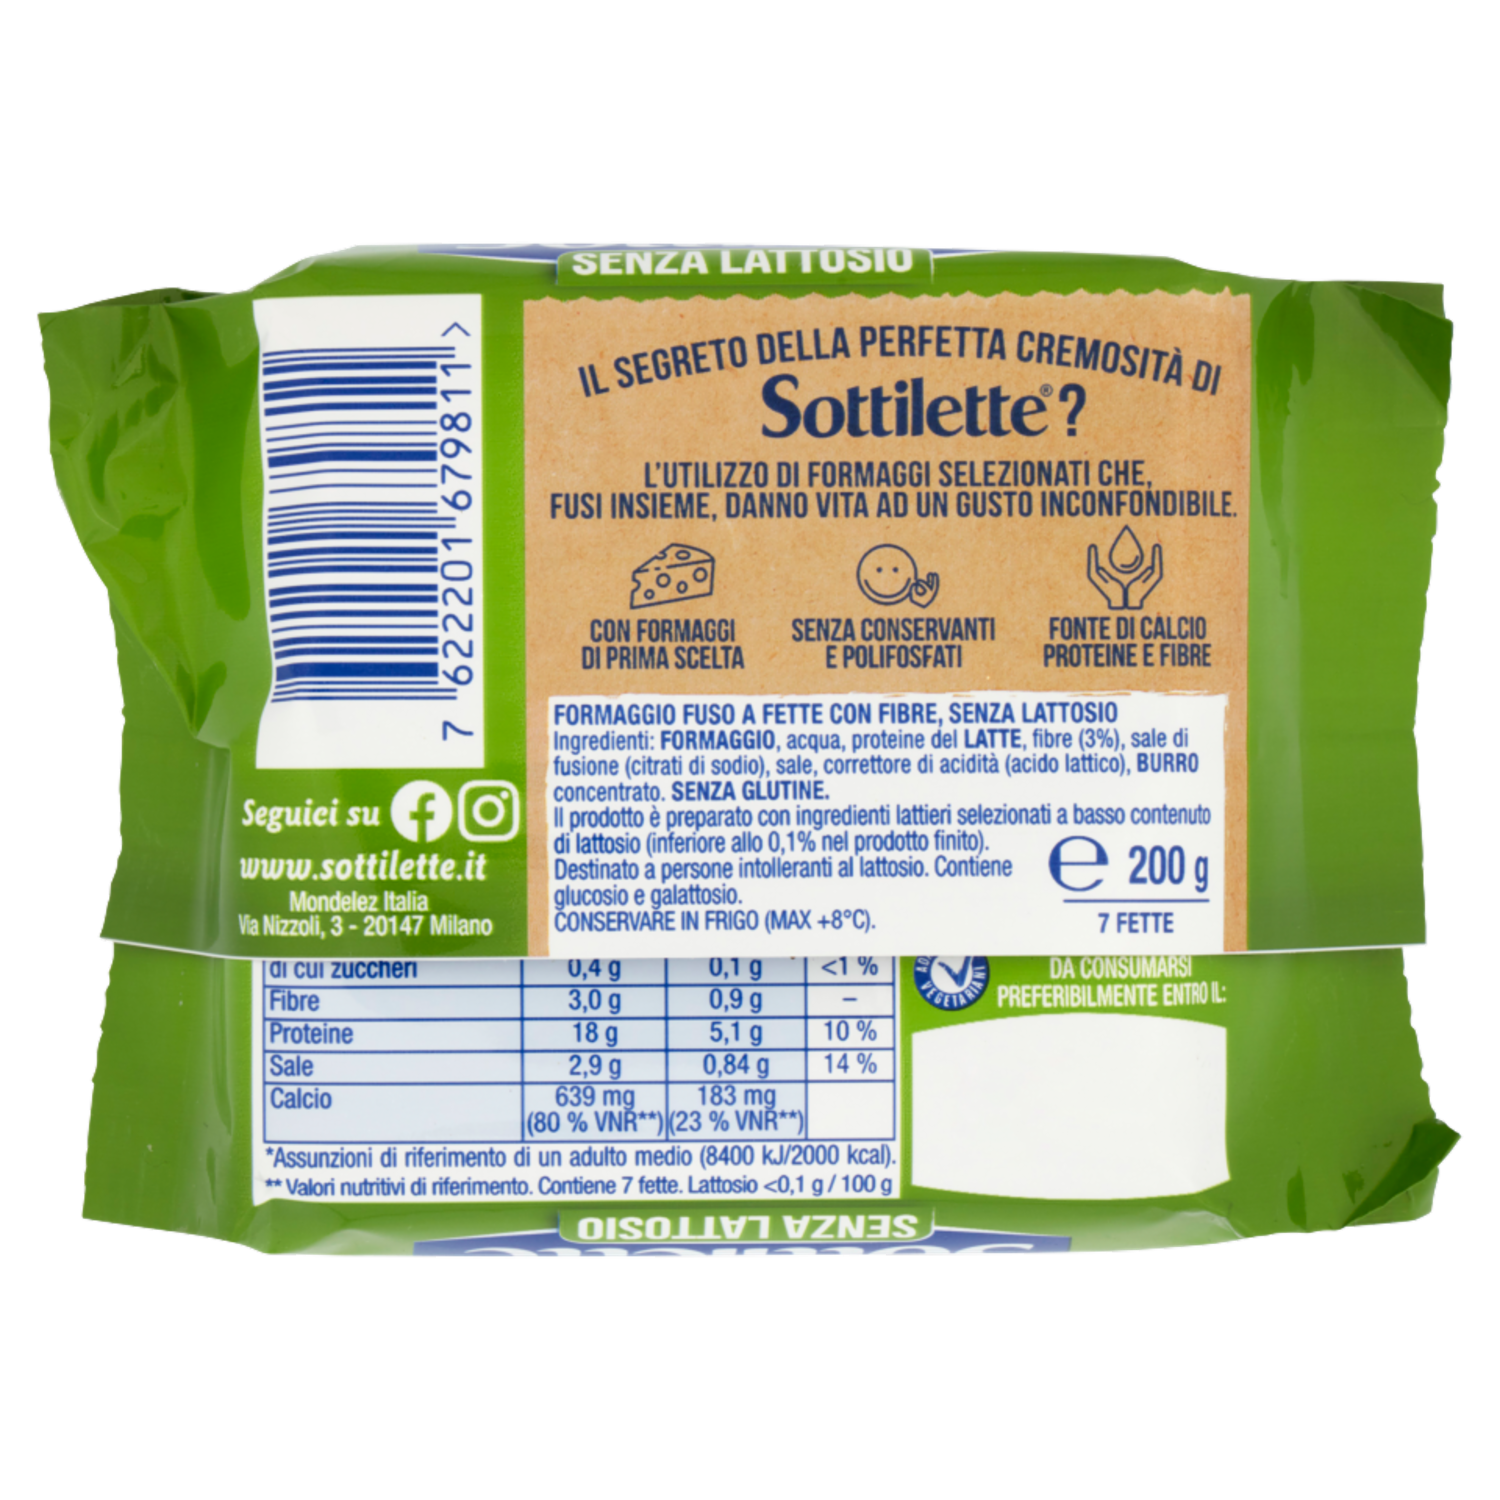 SENZA LATTOSIO
IL SEGRETO DELLA PERFETTA CREMOSITÀ DI
Sottilette®?
L'UTILIZZO DI FORMAGGI SELEZIONATI CHE,
FUSI INSIEME, DANNO VITA AD UN GUSTO INCONFONDIBILE.
CON FORMAGGI
DI PRIMA SCELTA
SENZA CONSERVANTI
E POLIFOSFATI
FONTE DI CALCIO
PROTEINE E FIBRE
7 622201 679811 >
FORMAGGIO FUSO A FETTE CON FIBRE, SENZA LATTOSIO
Ingredienti: FORMAGGIO, acqua, proteine del LATTE, fibre (3%), sale di
fusione (citrati di sodio), sale, correttore di acidità (acido lattico), BURRO
concentrato. SENZA GLUTINE.
Il prodotto è preparato con ingredienti lattieri selezionati a basso contenuto
di lattosio (inferiore allo 0,1% nel prodotto finito).
Destinato a persone intolleranti al lattosio. Contiene
glucosio e galattosio.
CONSERVARE IN FRIGO (MAX +8°C).
℮ 200 g
7 FETTE
Seguici su
www.sottilette.it
Mondelez Italia
Via Nizzoli, 3 - 20147 Milano
di cui zuccheri 0,4 g 0,1 g <1 %
Fibre 3,0 g 0,9 g –
Proteine 18 g 5,1 g 10 %
Sale 2,9 g 0,84 g 14 %
Calcio 639 mg 183 mg
(80 % VNR**) (23 % VNR**)
*Assunzioni di riferimento di un adulto medio (8400 kJ/2000 kcal).
** Valori nutritivi di riferimento. Contiene 7 fette. Lattosio <0,1 g / 100 g
VEGETARIANI
DA CONSUMARSI
PREFERIBILMENTE ENTRO IL:
SENZA LATTOSIO